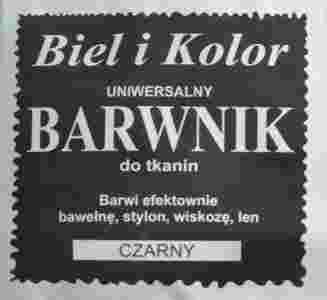 Biel i Kolor
UNIWERSALNY
BARWNIK
do tkanin
Barwi efektownie
bawełnę, stylon, wiskozę, len
CZARNY